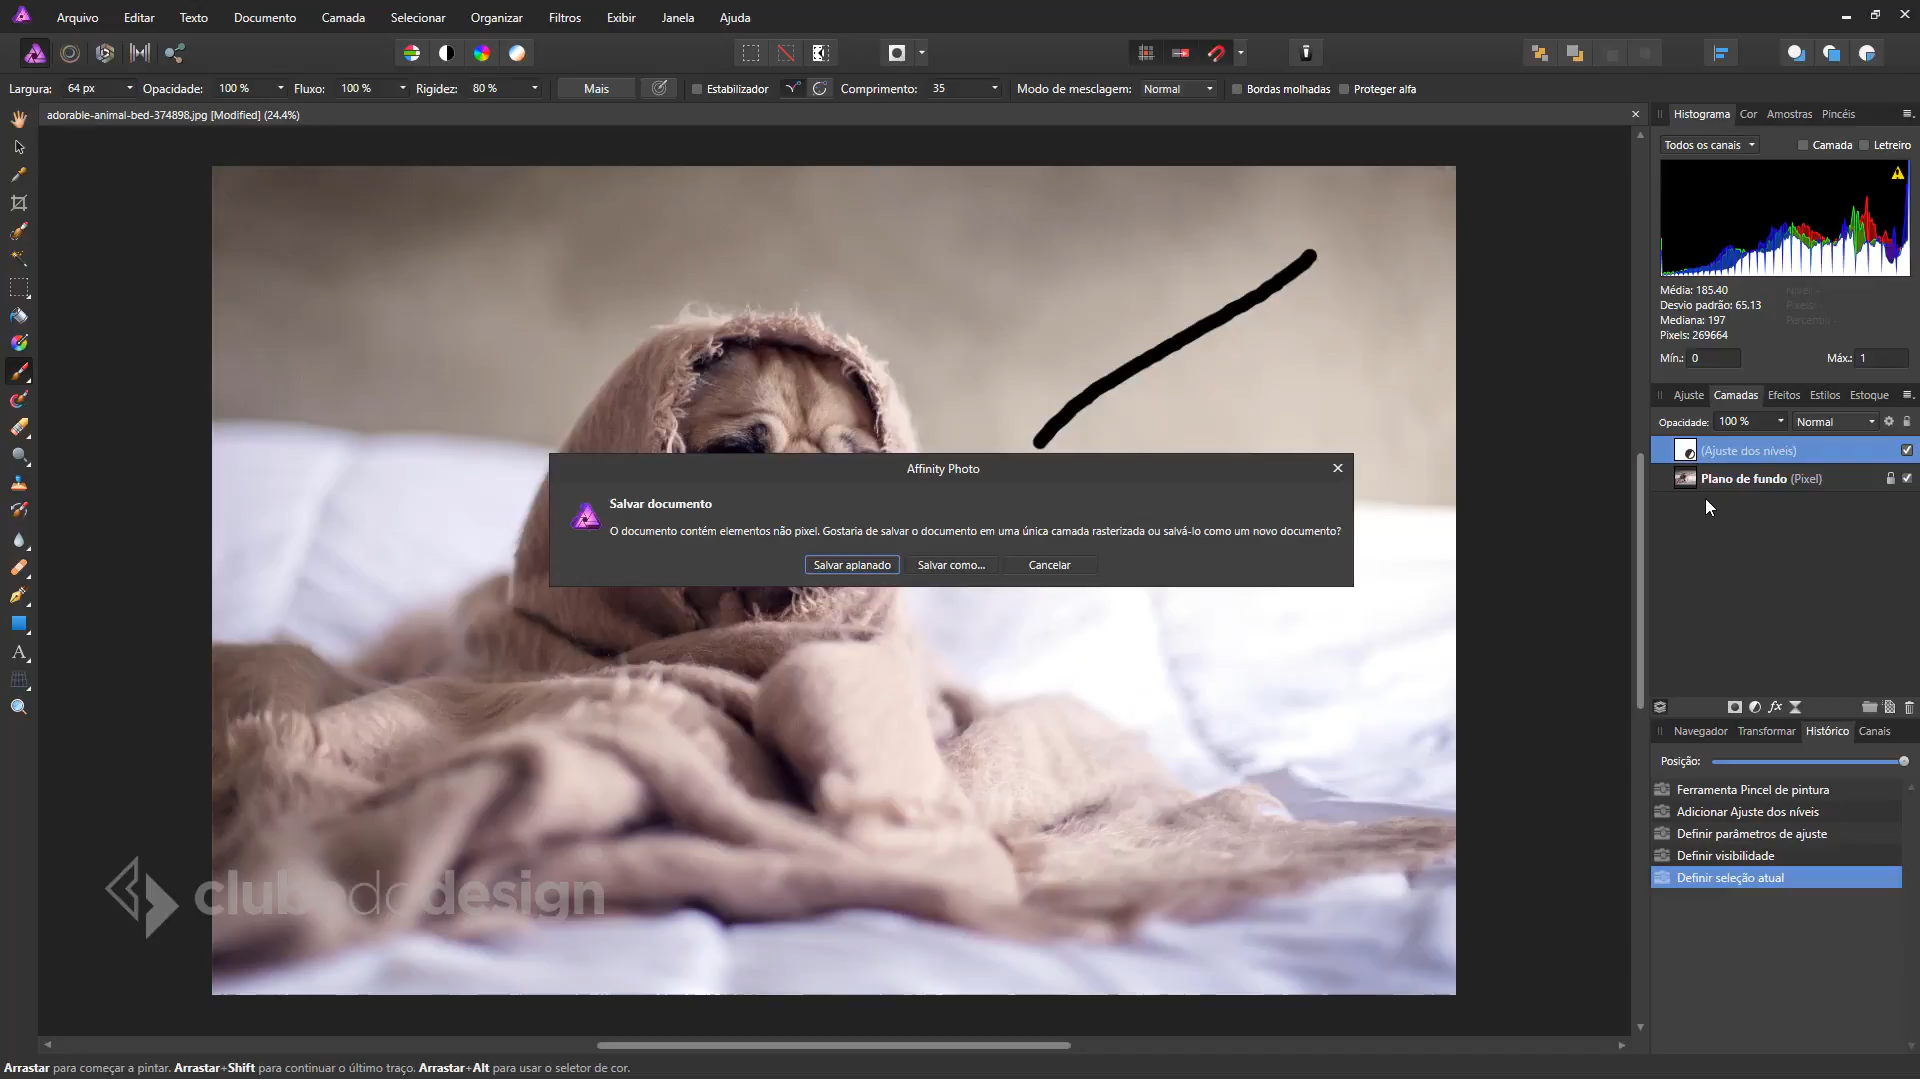 Arquivo Editar Texto Documento Camada Selecionar Organizar Filtros Exibir Janela Ajuda
Largura: 64 px Opacidade: 100 % Fluxo: 100 % Rigidez: 80 % Mais Estabilizador Comprimento: 35 Modo de mesclagem: Normal Bordas molhadas Proteger alfa
adorable-animal-bed-374898.jpg [Modified] (24.4%)
Histograma Cor Amostras Pincéis
Todos os canais Camada Letreiro
Média: 185.40
Desvio padrão: 65.13
Mediana: 197
Pixels: 269664
Mín.: 0 Máx.: 1
Ajuste Camadas Efeitos Estilos Estoque
Opacidade: 100 % Normal
(Ajuste dos níveis)
Plano de fundo (Pixel)
Affinity Photo
Salvar documento
O documento contém elementos não pixel. Gostaria de salvar o documento em uma única camada rasterizada ou salvá-lo como um novo documento?
Salvar aplanado Salvar como... Cancelar
Navegador Transformar Histórico Canais
Posição:
Ferramenta Pincel de pintura
Adicionar Ajuste dos níveis
Definir parâmetros de ajuste
Definir visibilidade
Definir seleção atual
clubedodesign
Arrastar para começar a pintar. Arrastar+Shift para continuar o último traço. Arrastar+Alt para usar o seletor de cor.